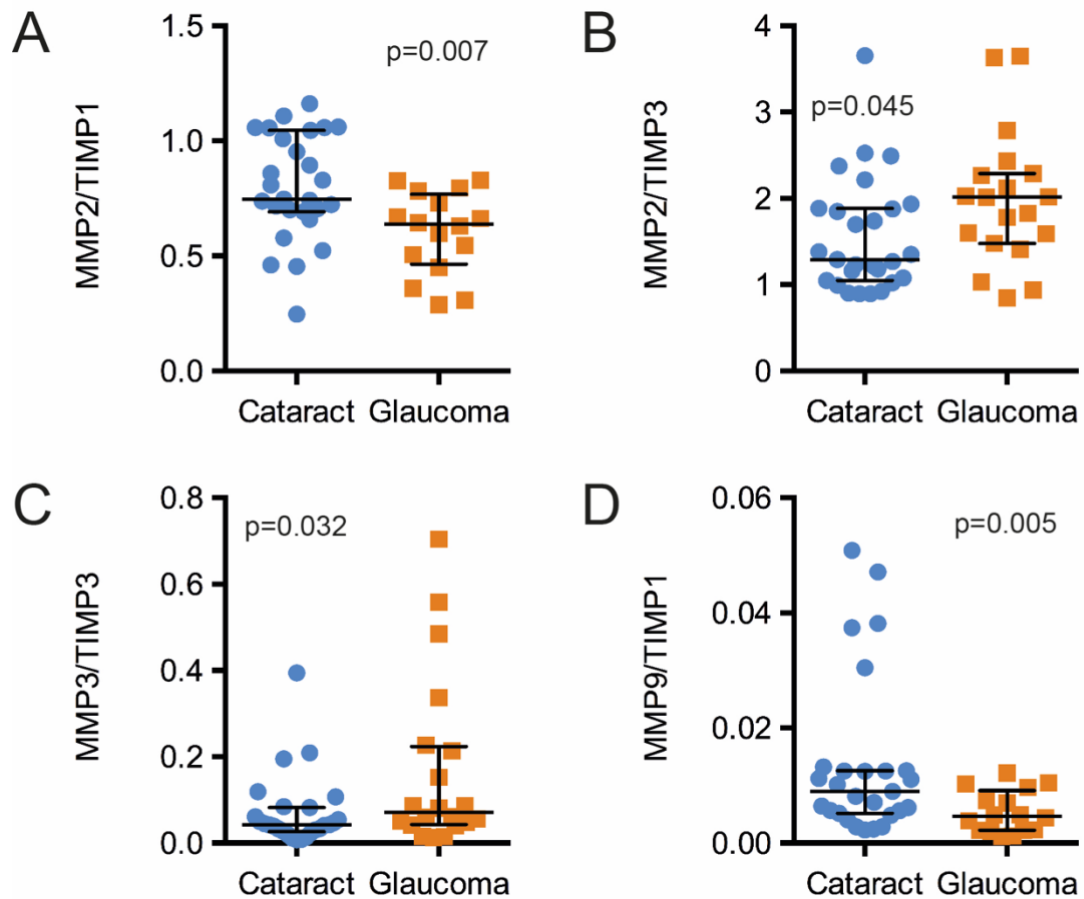 A
MMP2/TIMP1
1.5
1.0
0.5
0.0
p=0.007
Cataract Glaucoma
B
MMP2/TIMP3
4
3
2
1
0
p=0.045
Cataract Glaucoma
C
MMP3/TIMP3
0.8
0.6
0.4
0.2
0.0
p=0.032
Cataract Glaucoma
D
MMP9/TIMP1
0.06
0.04
0.02
0.00
p=0.005
Cataract Glaucoma